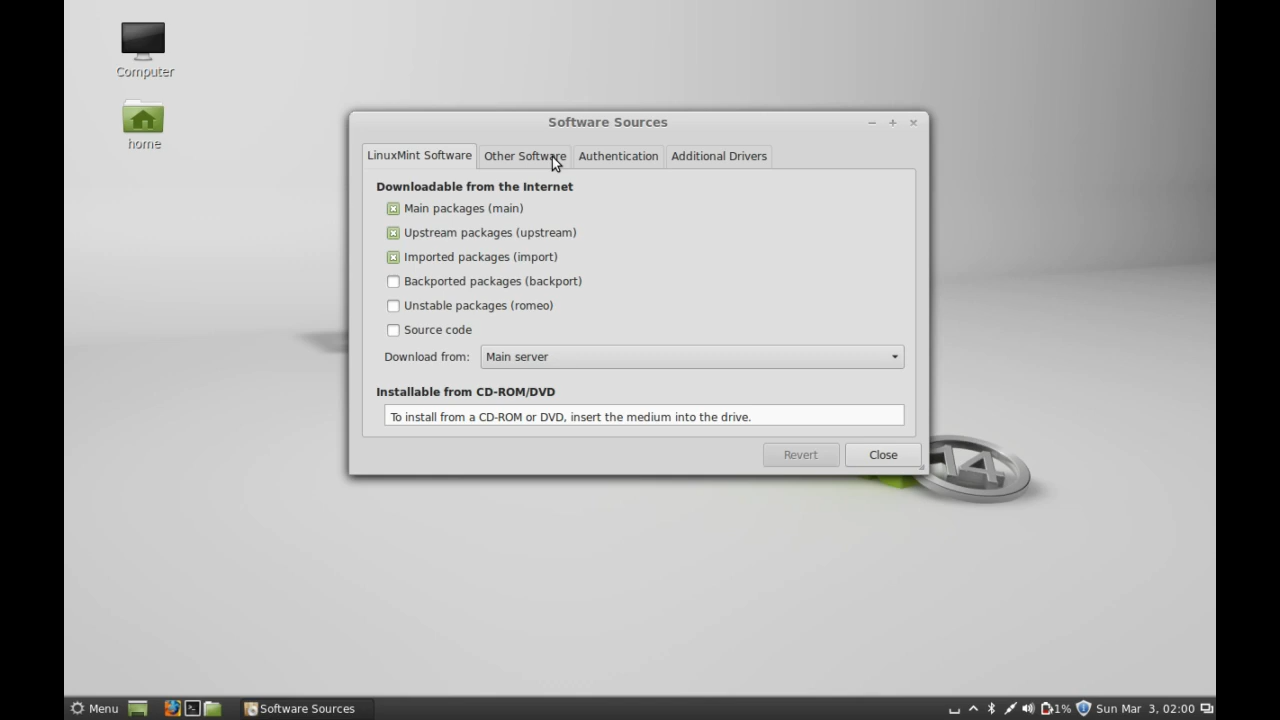 Computer
home
Software Sources
LinuxMint Software
Other Software
Authentication
Additional Drivers
Downloadable from the Internet
Main packages (main)
Upstream packages (upstream)
Imported packages (import)
Backported packages (backport)
Unstable packages (romeo)
Source code
Download from:
Main server
Installable from CD-ROM/DVD
To install from a CD-ROM or DVD, insert the medium into the drive.
Revert
Close
14
Menu
Software Sources
1%
Sun Mar 3, 02:00